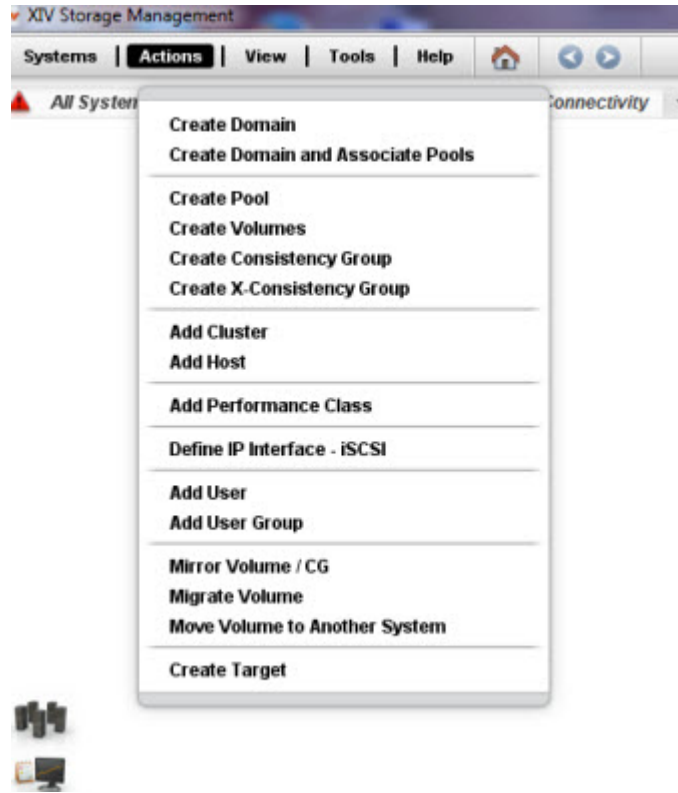 XIV Storage Management
Systems | Actions | View | Tools | Help
All System
Connectivity
Create Domain
Create Domain and Associate Pools
Create Pool
Create Volumes
Create Consistency Group
Create X-Consistency Group
Add Cluster
Add Host
Add Performance Class
Define IP Interface - iSCSI
Add User
Add User Group
Mirror Volume / CG
Migrate Volume
Move Volume to Another System
Create Target